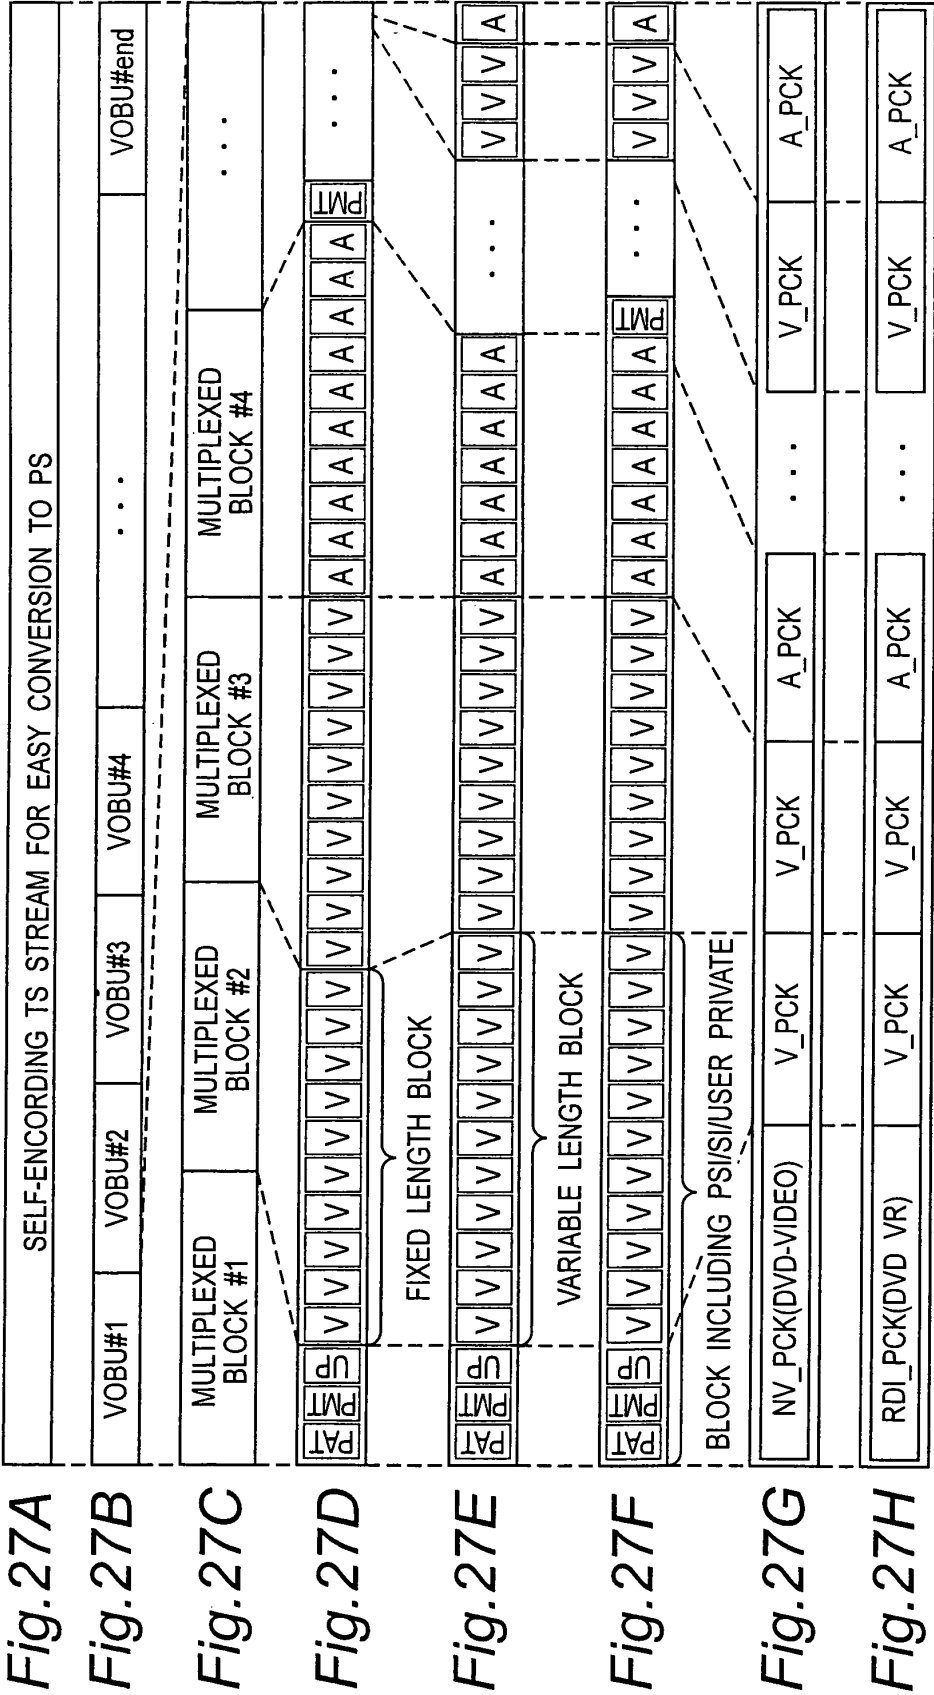 Fig.27A
SELF-ENCORDING TS STREAM FOR EASY CONVERSION TO PS
Fig.27B
VOBU#1 VOBU#2 VOBU#3 VOBU#4 ... VOBU#end
Fig.27C
MULTIPLEXED
BLOCK #1
MULTIPLEXED
BLOCK #2
MULTIPLEXED
BLOCK #3
MULTIPLEXED
BLOCK #4
...
Fig.27D
PAT PMT UP V V V V V V V V V V V V V V V V V V V V A A A A A A A A A A PMT ...
FIXED LENGTH BLOCK
Fig.27E
PAT PMT UP V V V V V V V V V V V V V V V V V V V V A A A A A A A ... V V V A
VARIABLE LENGTH BLOCK
Fig.27F
PAT PMT UP V V V V V V V V V V V V V V V V V V V V A A A A A A A PMT ... V V V A
BLOCK INCLUDING PSI/SI/USER PRIVATE
Fig.27G
NV_PCK(DVD-VIDEO) V_PCK V_PCK A_PCK ... V_PCK A_PCK
Fig.27H
RDI_PCK(DVD VR) V_PCK V_PCK A_PCK ... V_PCK A_PCK